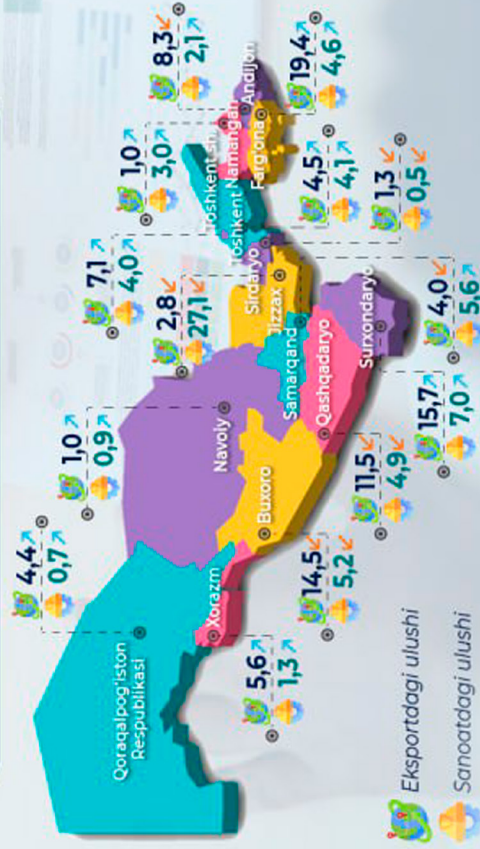 Qoraqalpog'iston
Respublikasi
4,4
0,7
Xorazm
5,6
1,3
Navoiy
1,0
0,9
Buxoro
14,5
5,2
Qashqadaryo
11,5
4,9
Samarqand
Surxondaryo
15,7
7,0
4,0
5,6
Jizzax
2,8
27,1
Sirdaryo
1,3
0,5
7,1
4,0
Toshkent
Toshkent sh.
4,5
4,1
1,0
3,0
Namangan
Farg'ona
Andijon
8,3
2,1
19,4
4,6
Eksportdagi ulushi
Sanoatdagi ulushi